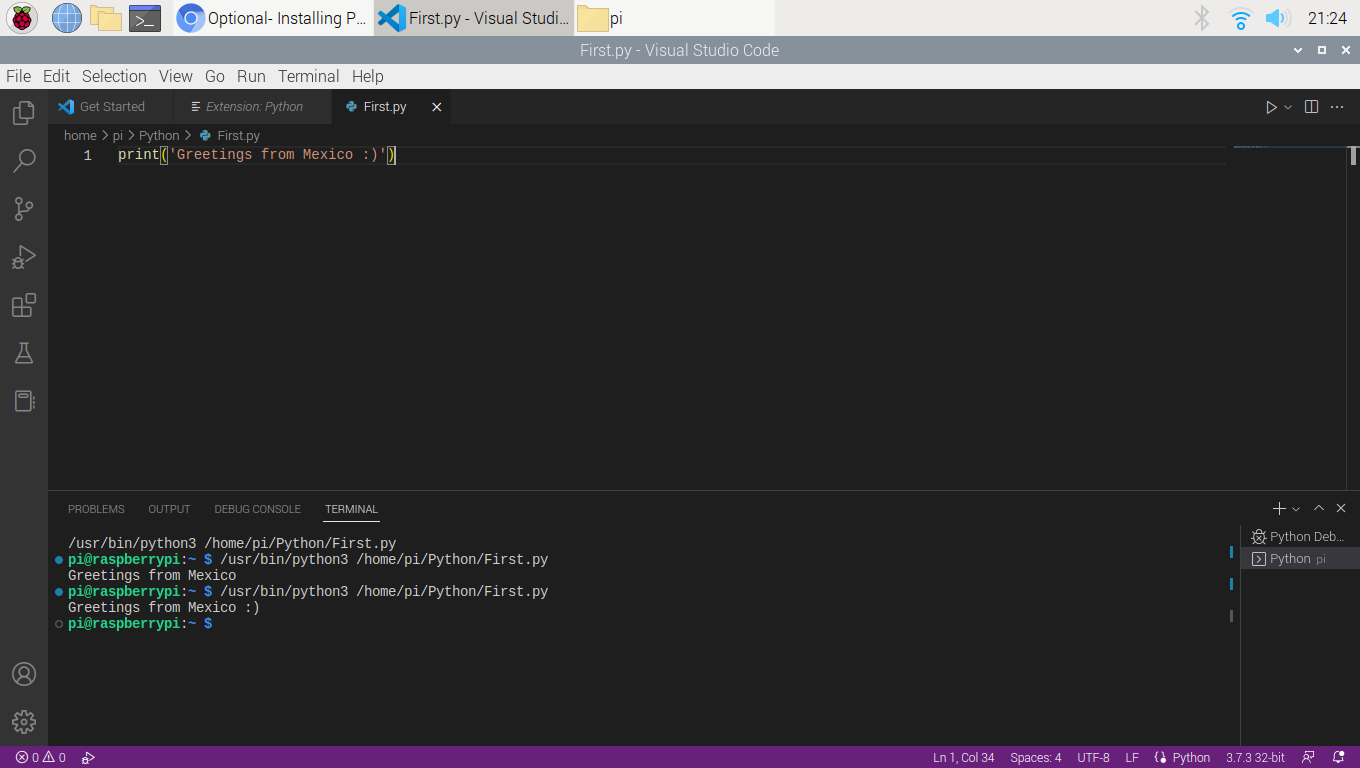 Optional- Installing P... First.py - Visual Studi... pi 21:24
First.py - Visual Studio Code
File Edit Selection View Go Run Terminal Help
Get Started Extension: Python First.py
home > pi > Python > First.py
1 print('Greetings from Mexico :)')
PROBLEMS OUTPUT DEBUG CONSOLE TERMINAL
/usr/bin/python3 /home/pi/Python/First.py
pi@raspberrypi:~ $ /usr/bin/python3 /home/pi/Python/First.py
Greetings from Mexico
pi@raspberrypi:~ $ /usr/bin/python3 /home/pi/Python/First.py
Greetings from Mexico :)
pi@raspberrypi:~ $
Python Deb...
Python pi
0 0 Ln 1, Col 34 Spaces: 4 UTF-8 LF Python 3.7.3 32-bit